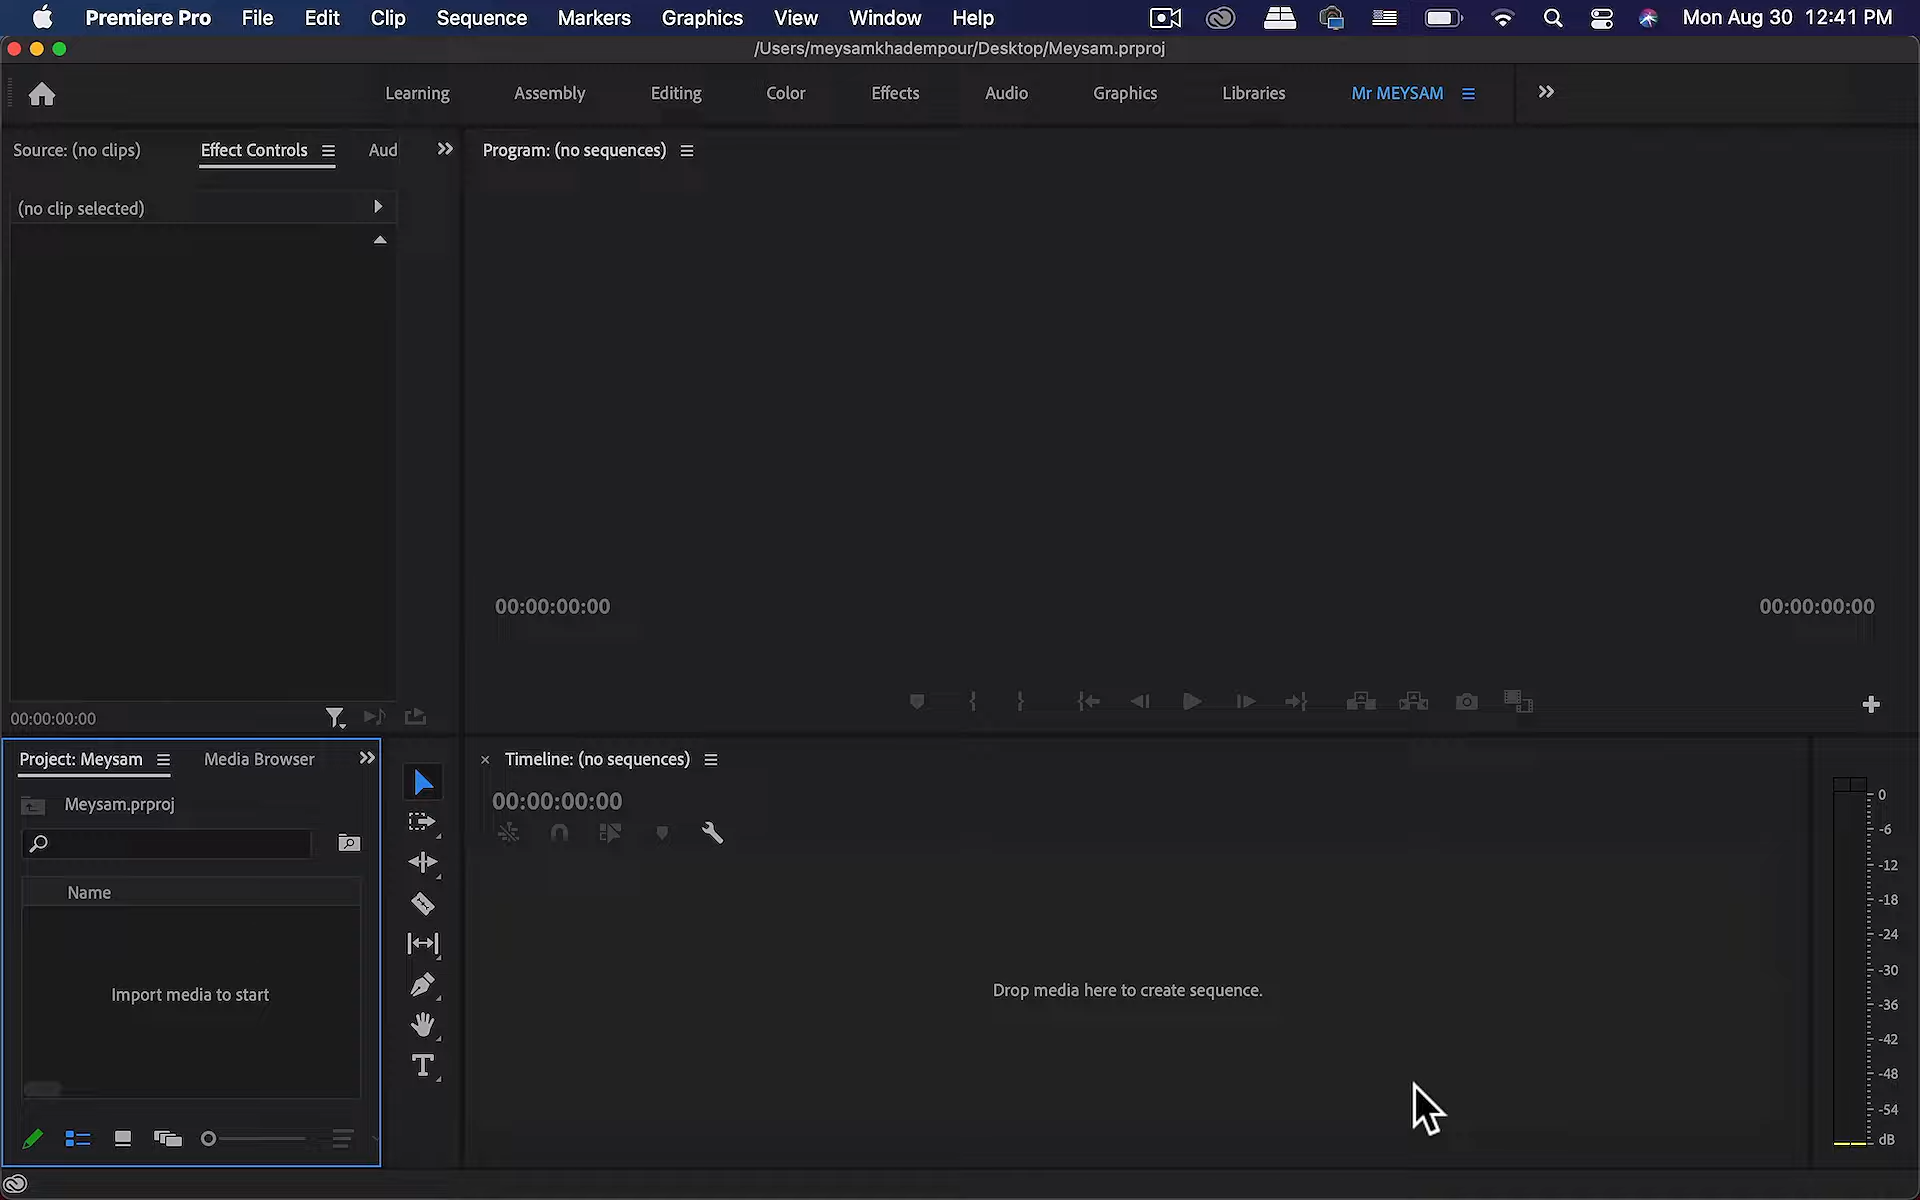 Premiere Pro File Edit Clip Sequence Markers Graphics View Window Help Mon Aug 30 12:41 PM
/Users/meysamkhadempour/Desktop/Meysam.prproj
Learning Assembly Editing Color Effects Audio Graphics Libraries Mr MEYSAM
Source: (no clips) Effect Controls Aud Program: (no sequences)
(no clip selected)
00:00:00:00 00:00:00:00
00:00:00:00
Project: Meysam Media Browser Timeline: (no sequences)
Meysam.prproj 00:00:00:00
Name
Import media to start
Drop media here to create sequence.
0
-6
-12
-18
-24
-30
-36
-42
-48
-54
dB